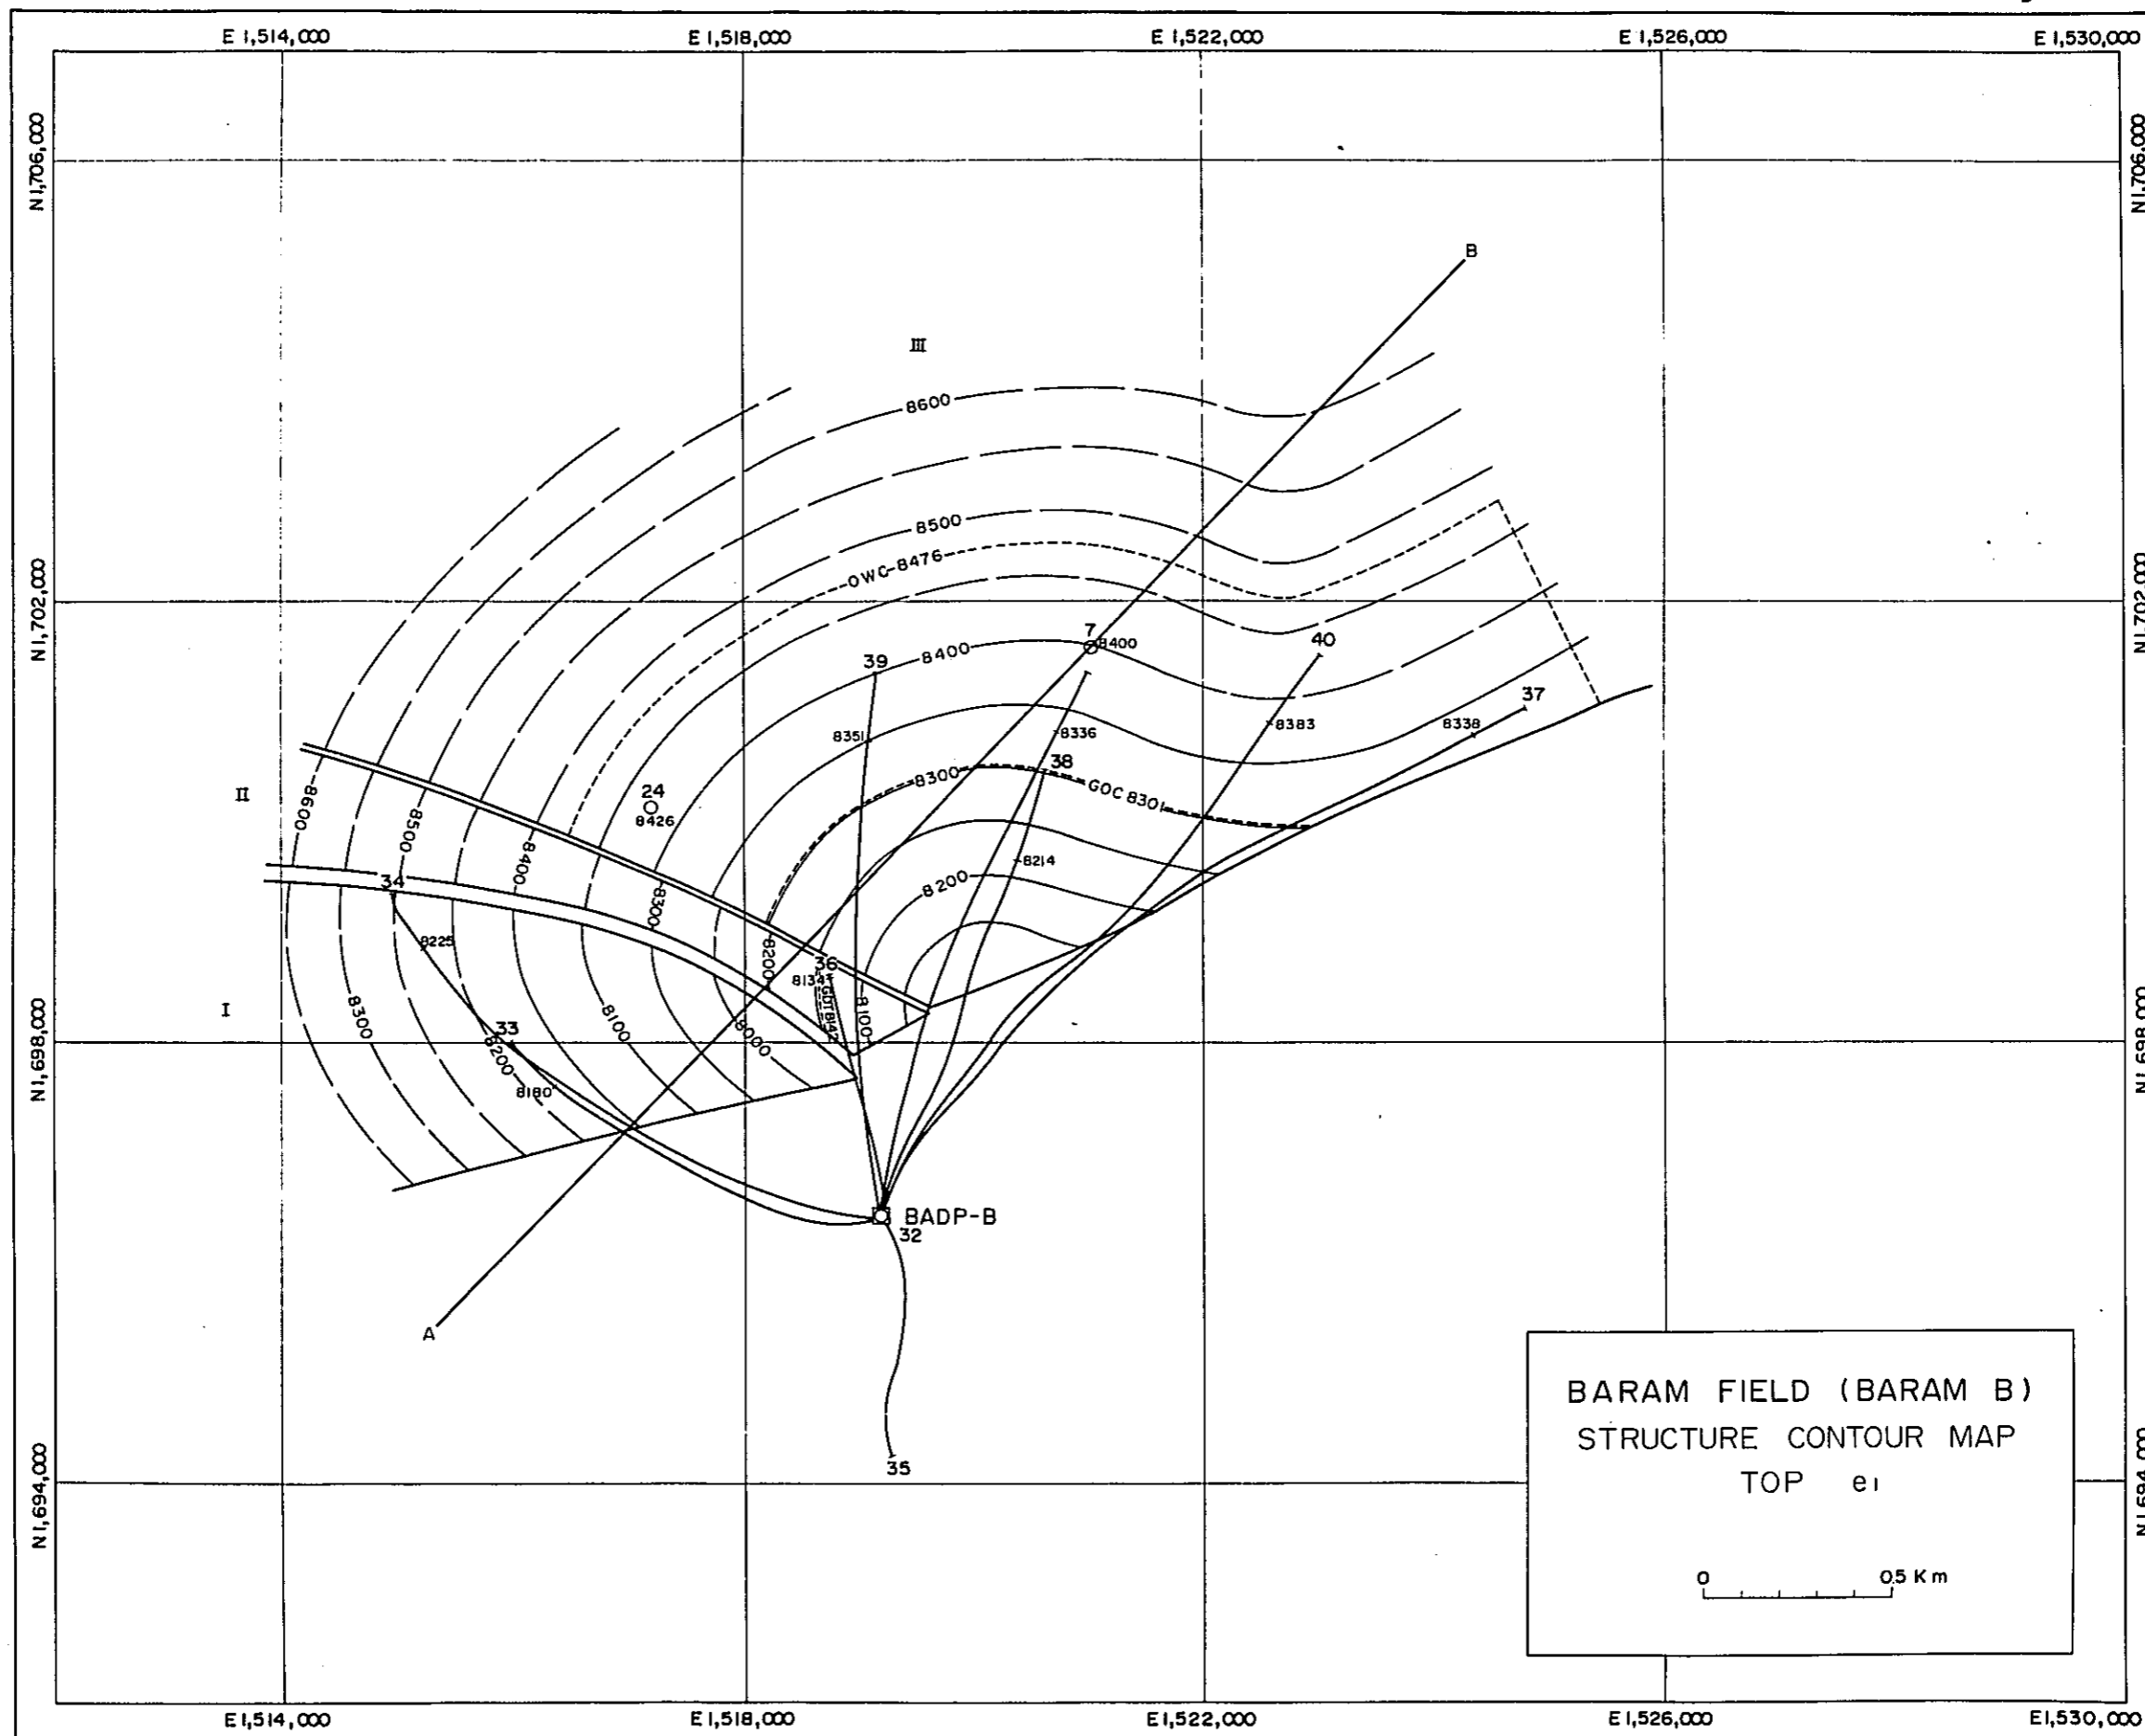 E 1,514,000
E 1,518,000
E 1,522,000
E 1,526,000
E 1,530,000
N 1,706,000
N 1,706,000
B
III
8600
8500
OWC-8476
N 1,702,000
N 1,702,000
7
8400
40
39
8400
37
8351
8336
8383
8338
38
8300
GOC 8301
II
24
8426
8600
8500
8400
8300
8214
8200
34
8225
8200
36
8134
GDT 8142
8100
I
8300
33
8200
8180
8100
8000
N 1,698,000
N 1,698,000
BADP-B
32
A
35
N 1,694,000
N 1,694,000
BARAM FIELD (BARAM B)
STRUCTURE CONTOUR MAP
TOP e1
0 0.5 Km
E 1,514,000
E 1,518,000
E 1,522,000
E 1,526,000
E 1,530,000